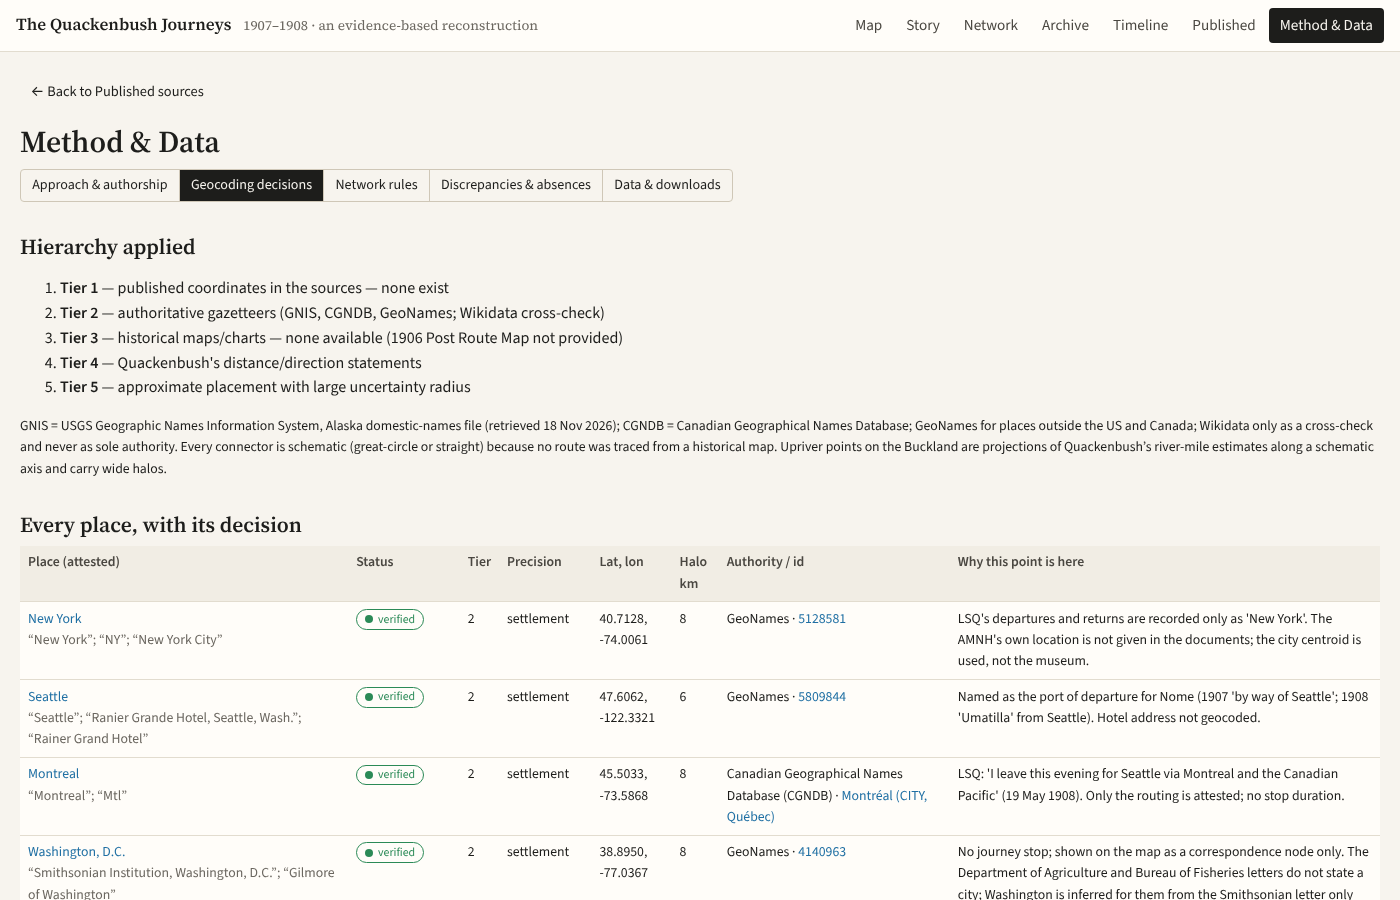 The Quackenbush Journeys 1907–1908 · an evidence-based reconstruction
Map Story Network Archive Timeline Published Method & Data
← Back to Published sources
Method & Data
Approach & authorship Geocoding decisions Network rules Discrepancies & absences Data & downloads
Hierarchy applied
1. Tier 1 — published coordinates in the sources — none exist
2. Tier 2 — authoritative gazetteers (GNIS, CGNDB, GeoNames; Wikidata cross-check)
3. Tier 3 — historical maps/charts — none available (1906 Post Route Map not provided)
4. Tier 4 — Quackenbush's distance/direction statements
5. Tier 5 — approximate placement with large uncertainty radius
GNIS = USGS Geographic Names Information System, Alaska domestic-names file (retrieved 18 Nov 2026); CGNDB = Canadian Geographical Names Database; GeoNames for places outside the US and Canada; Wikidata only as a cross-check
and never as sole authority. Every connector is schematic (great-circle or straight) because no route was traced from a historical map. Upriver points on the Buckland are projections of Quackenbush’s river-mile estimates along a schematic
axis and carry wide halos.
Every place, with its decision
Place (attested) Status Tier Precision Lat, lon Halo km Authority / id Why this point is here
New York
“New York”; “NY”; “New York City”
verified
2
settlement
40.7128,
-74.0061
8
GeoNames · 5128581
LSQ's departures and returns are recorded only as 'New York'. The
AMNH's own location is not given in the documents; the city centroid is
used, not the museum.
Seattle
“Seattle”; “Ranier Grande Hotel, Seattle, Wash.”;
“Rainer Grand Hotel”
verified
2
settlement
47.6062,
-122.3321
6
GeoNames · 5809844
Named as the port of departure for Nome (1907 'by way of Seattle'; 1908
'Umatilla' from Seattle). Hotel address not geocoded.
Montreal
“Montreal”; “Mtl”
verified
2
settlement
45.5033,
-73.5868
8
Canadian Geographical Names
Database (CGNDB) · Montréal (CITY,
Québec)
LSQ: 'I leave this evening for Seattle via Montreal and the Canadian
Pacific' (19 May 1908). Only the routing is attested; no stop duration.
Washington, D.C.
“Smithsonian Institution, Washington, D.C.”; “Gilmore
of Washington”
verified
2
settlement
38.8950,
-77.0367
8
GeoNames · 4140963
No journey stop; shown on the map as a correspondence node only. The
Department of Agriculture and Bureau of Fisheries letters do not state a
city; Washington is inferred for them from the Smithsonian letter only